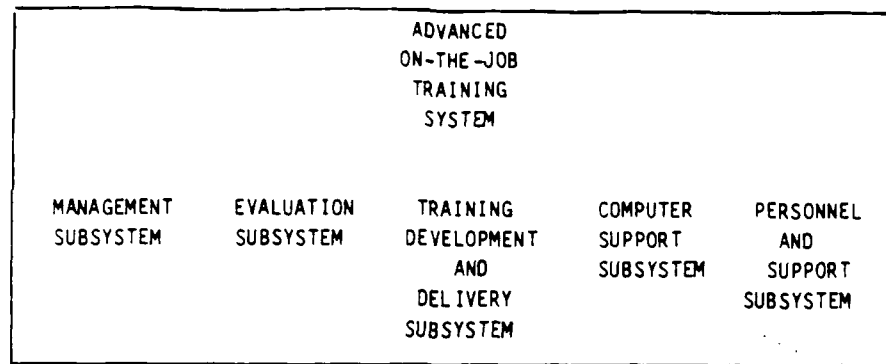 ADVANCED
ON-THE-JOB
TRAINING
SYSTEM
MANAGEMENT
SUBSYSTEM
EVALUATION
SUBSYSTEM
TRAINING
DEVELOPMENT
AND
DELIVERY
SUBSYSTEM
COMPUTER
SUPPORT
SUBSYSTEM
PERSONNEL
AND
SUPPORT
SUBSYSTEM